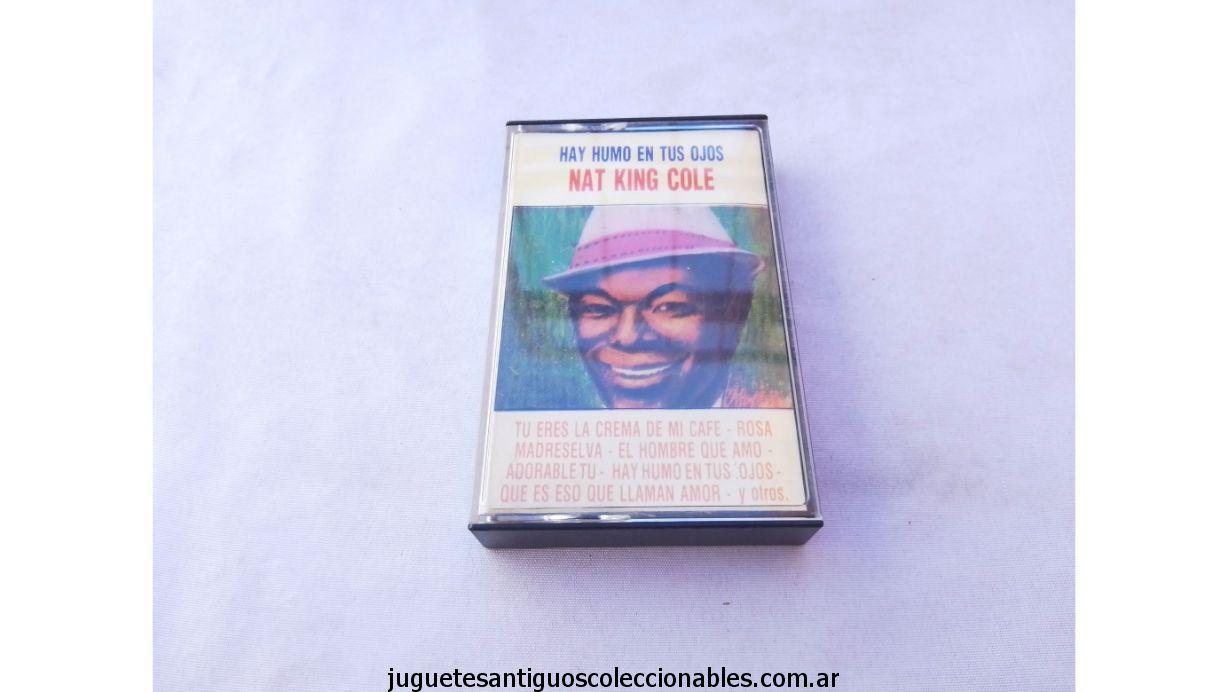 HAY HUMO EN TUS OJOS
NAT KING COLE
TU ERES LA CREMA DE MI CAFE - ROSA
MADRESELVA - EL HOMBRE QUE AMO -
ADORABLE TU - HAY HUMO EN TUS OJOS -
QUE ES ESO QUE LLAMAN AMOR - y otros.
juguetesantiguoscoleccionables.com.ar